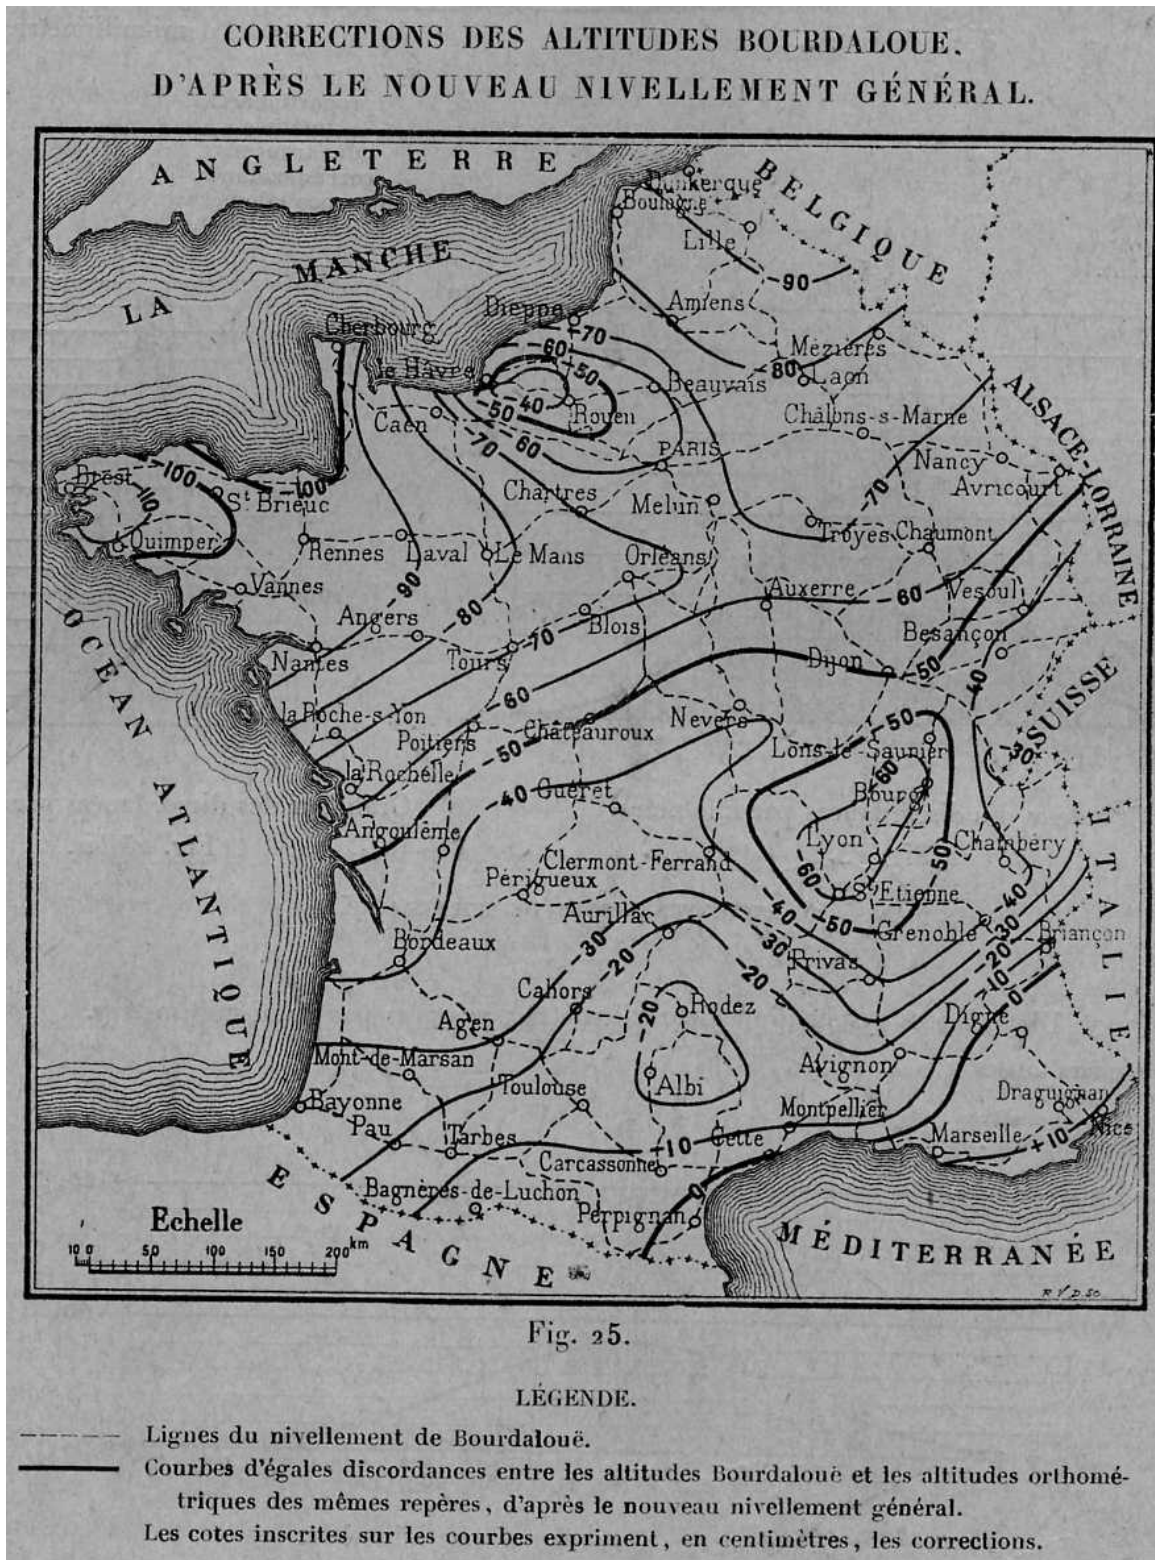 CORRECTIONS DES ALTITUDES BOURDALOUE,
D'APRÈS LE NOUVEAU NIVELLEMENT GÉNÉRAL.
ANGLETERRE
BELGIQUE
Dunkerque
Boulogne
Lille
LA MANCHE
-90
Dieppe
Amiens
Cherbourg
-70
Mézières
-60
-80
le Hâvre
-50
Beauvais
Laon
ALSACE-LORRAINE
-40
Rouen
Châlons-s-Marne
Caen
-50
-60
-70
PARIS
Nancy
Brest
-100
Avricourt
-100
Chartres
-70
-110
St Brieuc
Melun
Quimper
Rennes
Laval
Le Mans
Troyes
Chaumont
Orléans
-90
Vannes
Auxerre
-60
Vesoul
Angers
-80
Blois
Besançon
OCÉAN ATLANTIQUE
Nantes
Tours
-70
Dijon
-50
-40
-60
SUISSE
la Roche-s-Yon
Nevers
-50
Poitiers
Châteauroux
-50
Lons-le-Saunier
-30
la Rochelle
-60
-40
Guéret
Bourg
Angoulême
Lyon
Chambéry
ITALIE
Clermont-Ferrand
-50
Périgueux
-60
St Etienne
-40
Aurillac
-40
-50
Grenoble
-30
Briançon
Bordeaux
-30
-30
-20
-20
Privas
-20
-10
Cahors
0
Rodez
-20
Agen
Digne
Mont-de-Marsan
Avignon
Toulouse
Albi
Draguignan
Bayonne
Montpellier
Nice
Pau
Tarbes
-10
Cette
Marseille
+10
Carcassonne
Bagnères-de-Luchon
0
Perpignan
ESPAGNE
MÉDITERRANÉE
Echelle
10 0 50 100 150 200 km
Fig. 25.
LÉGENDE.
Lignes du nivellement de Bourdalouë.
Courbes d'égales discordances entre les altitudes Bourdalouë et les altitudes orthomé-
triques des mêmes repères, d'après le nouveau nivellement général.
Les cotes inscrites sur les courbes expriment, en centimètres, les corrections.